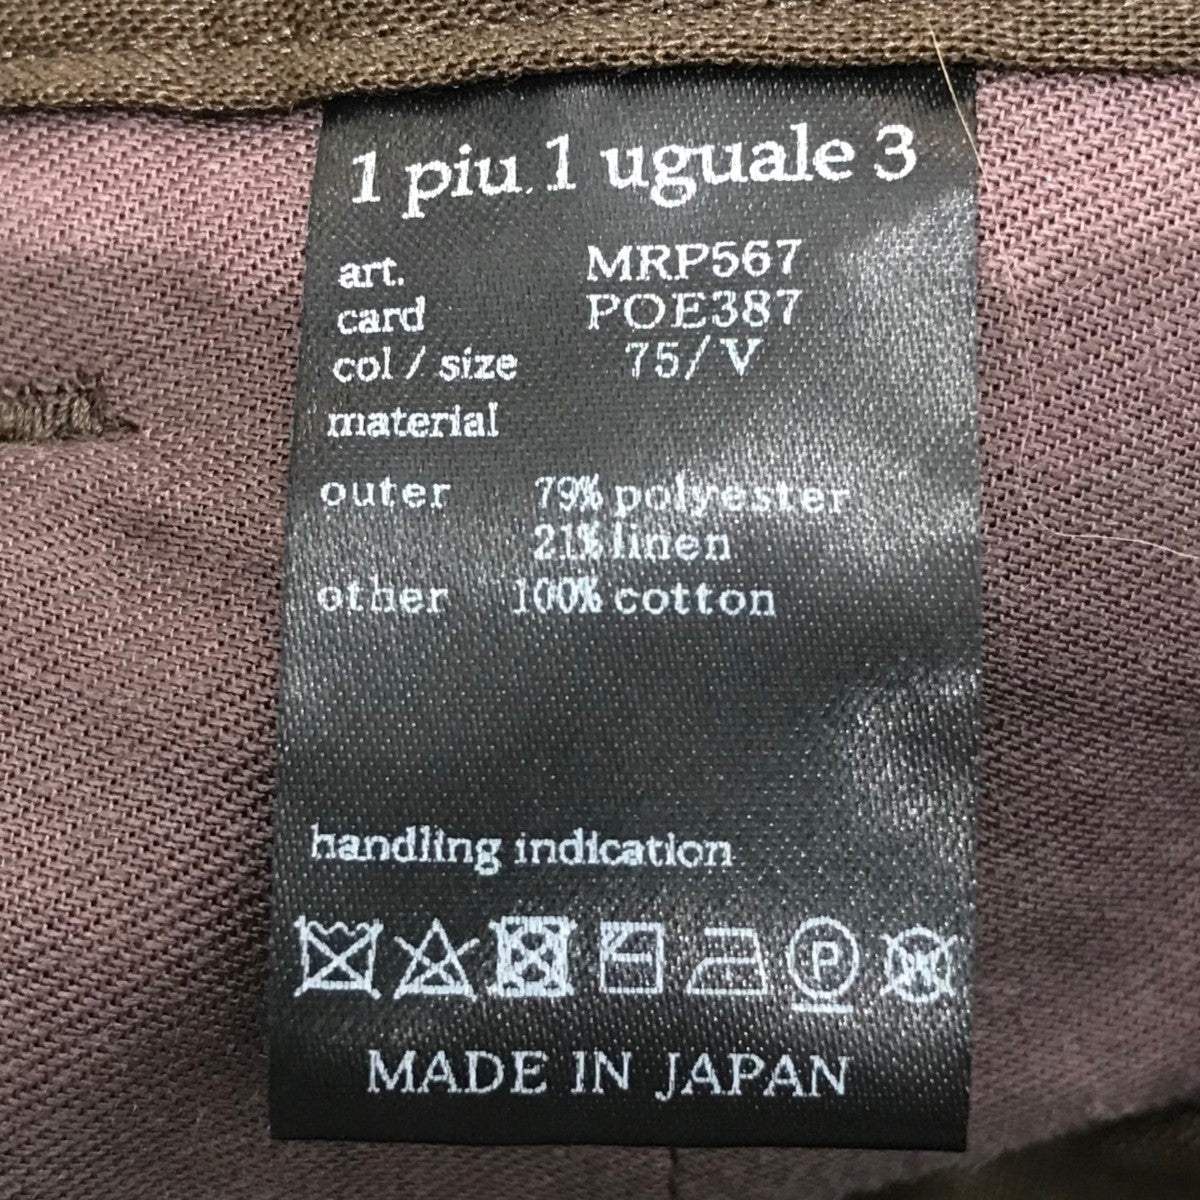 1 piu 1 uguale 3
art. MRP567
card POE387
col / size 75/V
material
outer 79% polyester
21% linen
other 100% cotton
handling indication
P
MADE IN JAPAN